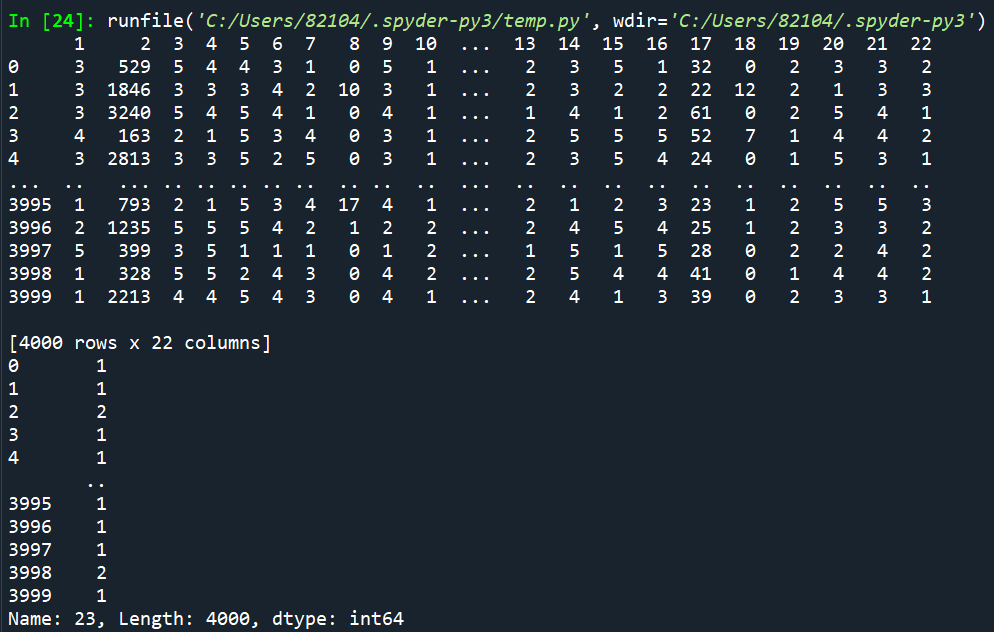 In [24]: runfile('C:/Users/82104/.spyder-py3/temp.py', wdir='C:/Users/82104/.spyder-py3')
      1     2  3  4  5  6  7   8  9  10  ...  13  14  15  16  17  18  19  20  21  22
0     3   529  5  4  4  3  1   0  5   1  ...   2   3   5   1  32   0   2   3   3   2
1     3  1846  3  3  3  4  2  10  3   1  ...   2   3   2   2  22  12   2   1   3   3
2     3  3240  5  4  5  4  1   0  4   1  ...   1   4   1   2  61   0   2   5   4   1
3     4   163  2  1  5  3  4   0  3   1  ...   2   5   5   5  52   7   1   4   4   2
4     3  2813  3  3  5  2  5   0  3   1  ...   2   3   5   4  24   0   1   5   3   1
...  ..   ... .. .. .. .. ..  .. ..  ..  ...  ..  ..  ..  ..  ..  ..  ..  ..  ..  ..
3995  1   793  2  1  5  3  4  17  4   1  ...   2   1   2   3  23   1   2   5   5   3
3996  2  1235  5  5  5  4  2   1  2   2  ...   2   4   5   4  25   1   2   3   3   2
3997  5   399  3  5  1  1  1   0  1   2  ...   1   5   1   5  28   0   2   2   4   2
3998  1   328  5  5  2  4  3   0  4   2  ...   2   5   4   4  41   0   1   4   4   2
3999  1  2213  4  4  5  4  3   0  4   1  ...   2   4   1   3  39   0   2   3   3   1
[4000 rows x 22 columns]
0       1
1       1
2       2
3       1
4       1
       ..
3995    1
3996    1
3997    1
3998    2
3999    1
Name: 23, Length: 4000, dtype: int64